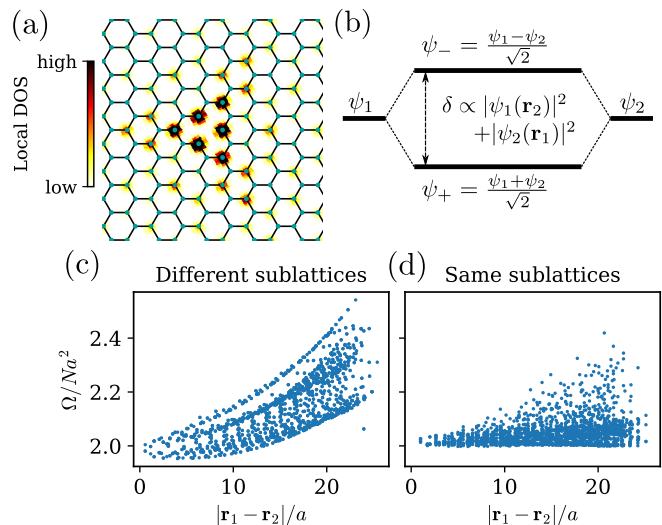 (a)
high
Local DOS
low
(b)
ψ₋ = (ψ₁−ψ₂)/√2
ψ₁
ψ₂
δ ∝ |ψ₁(r₂)|²
+|ψ₂(r₁)|²
ψ₊ = (ψ₁+ψ₂)/√2
(c)
Different sublattices
Ω/Na²
2.4
2.2
2.0
0
10
20
|r₁ − r₂|/a
(d)
Same sublattices
0
10
20
|r₁ − r₂|/a